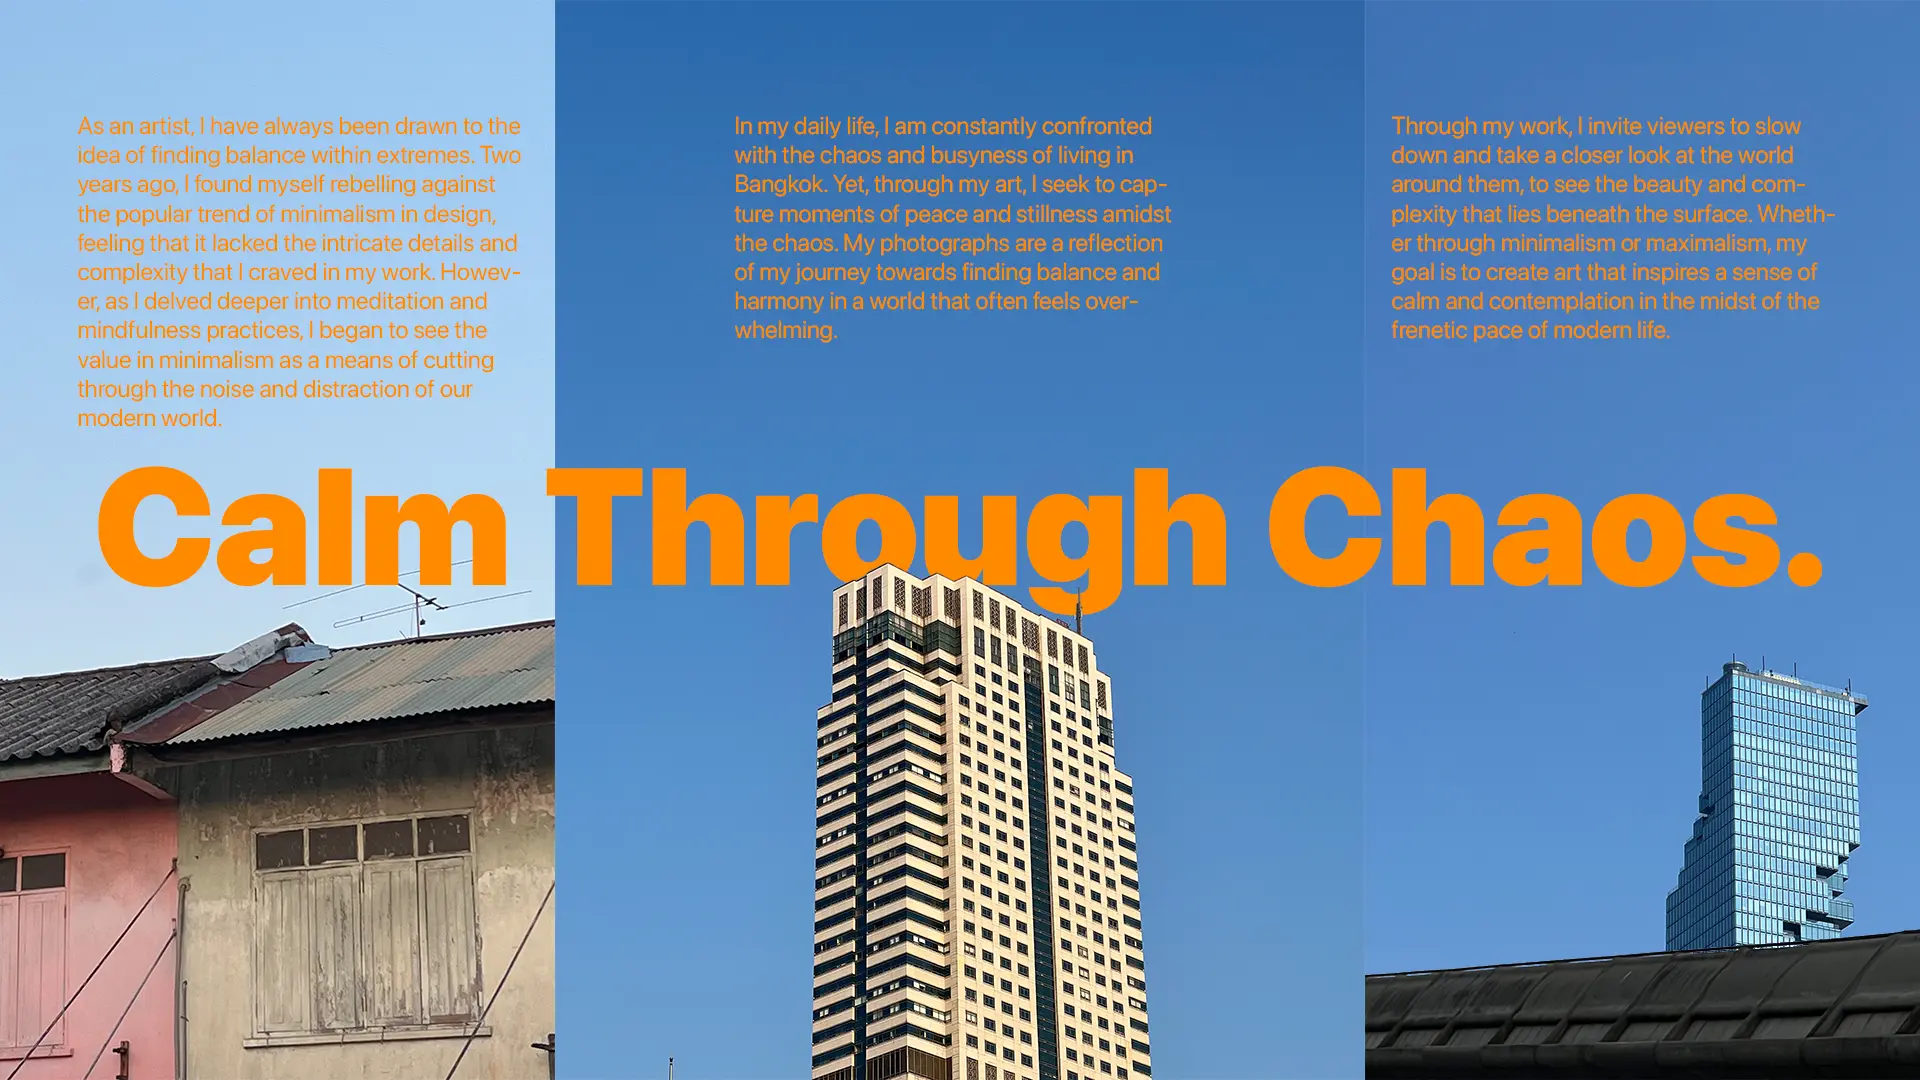 As an artist, I have always been drawn to the
idea of finding balance within extremes. Two
years ago, I found myself rebelling against
the popular trend of minimalism in design,
feeling that it lacked the intricate details and
complexity that I craved in my work. Howev-
er, as I delved deeper into meditation and
mindfulness practices, I began to see the
value in minimalism as a means of cutting
through the noise and distraction of our
modern world.
In my daily life, I am constantly confronted
with the chaos and busyness of living in
Bangkok. Yet, through my art, I seek to cap-
ture moments of peace and stillness amidst
the chaos. My photographs are a reflection
of my journey towards finding balance and
harmony in a world that often feels over-
whelming.
Through my work, I invite viewers to slow
down and take a closer look at the world
around them, to see the beauty and com-
plexity that lies beneath the surface. Wheth-
er through minimalism or maximalism, my
goal is to create art that inspires a sense of
calm and contemplation in the midst of the
frenetic pace of modern life.
Calm Through Chaos.